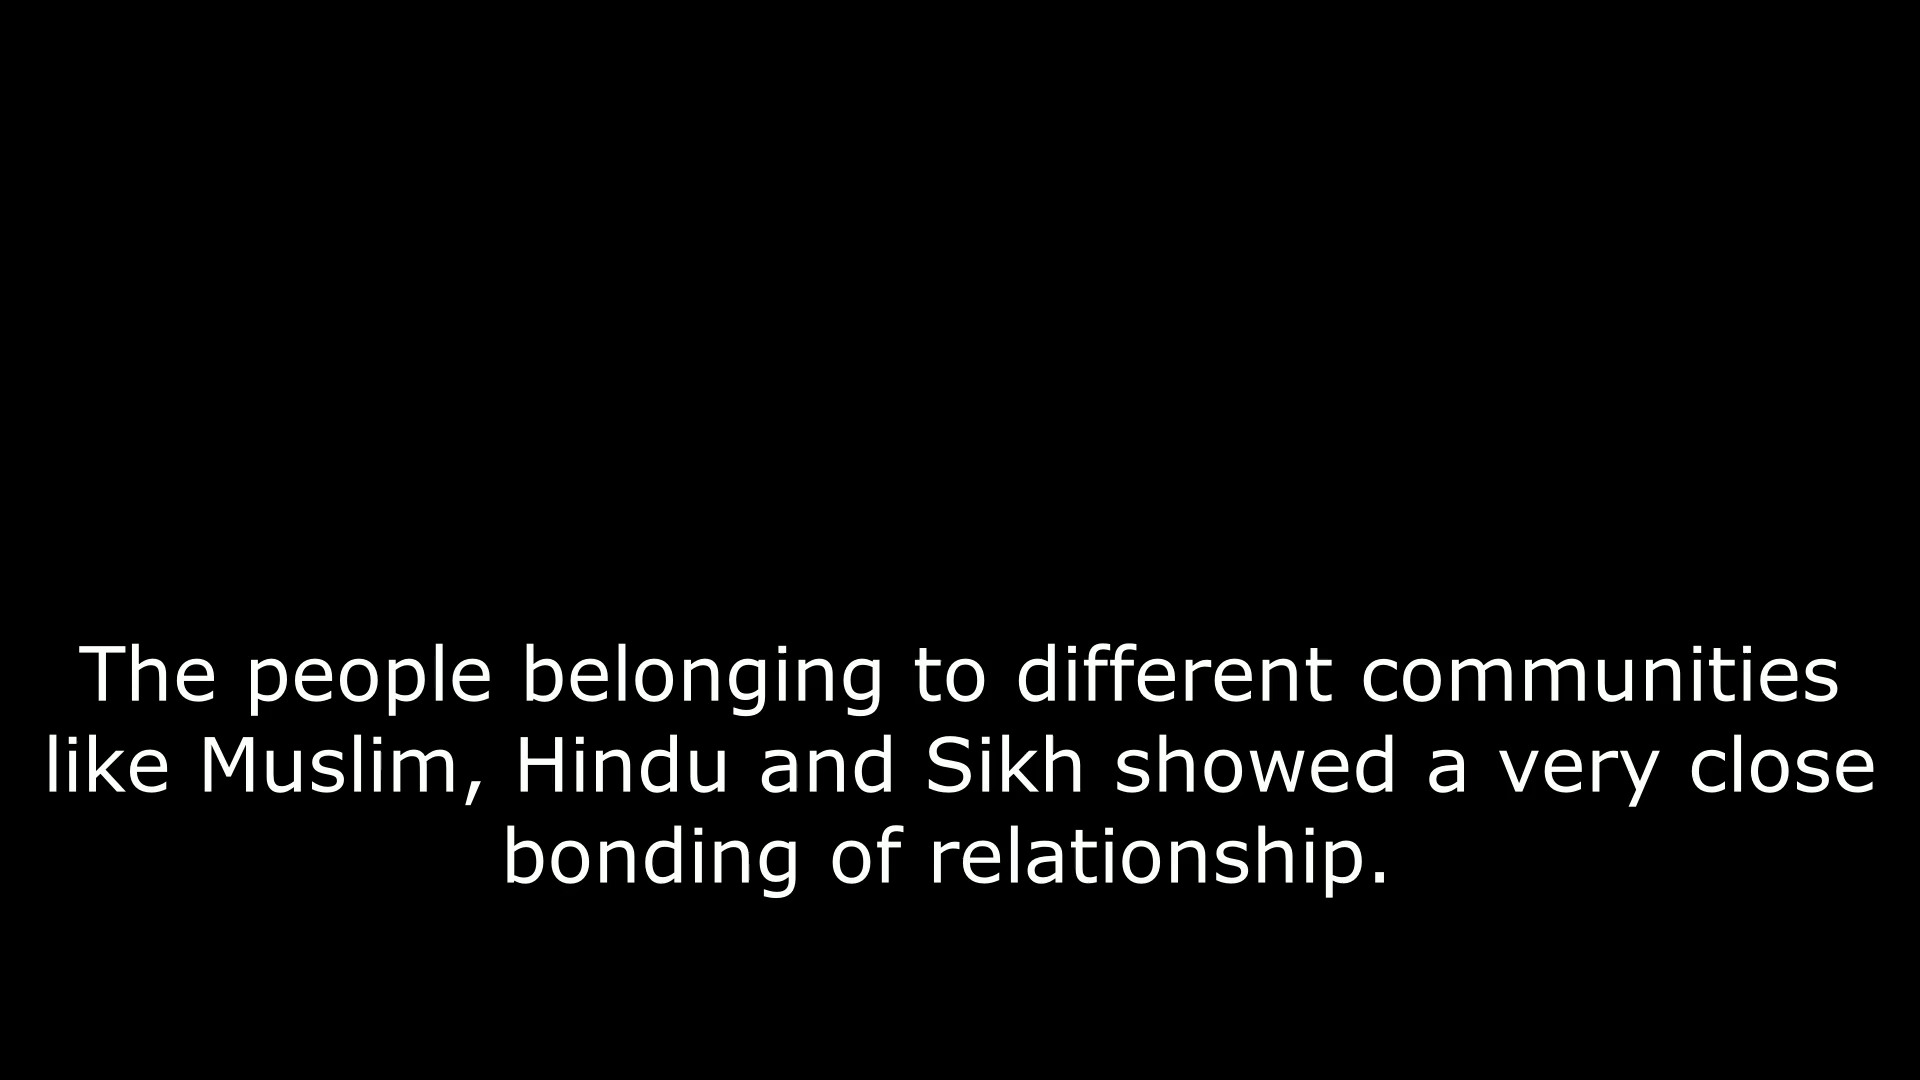 The people belonging to different communities
like Muslim, Hindu and Sikh showed a very close
bonding of relationship.